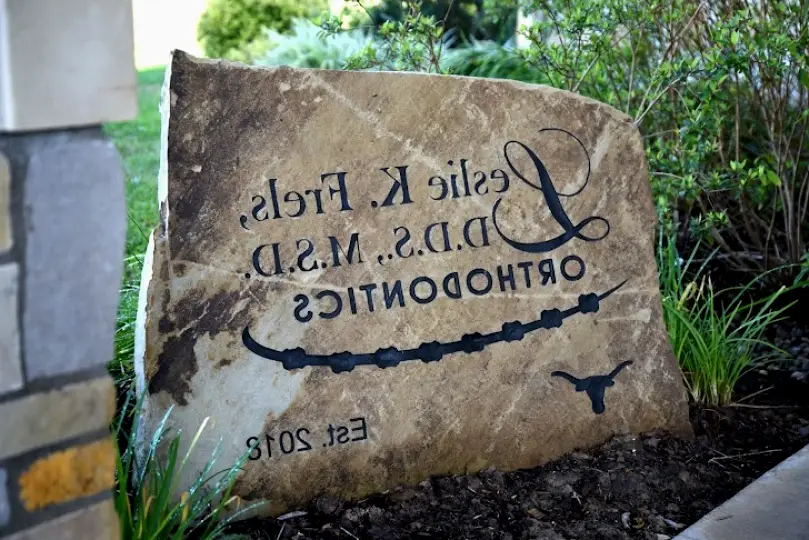 Leslie K. Frels,
D.D.S., M.S.D.
ORTHODONTICS
Est. 2018